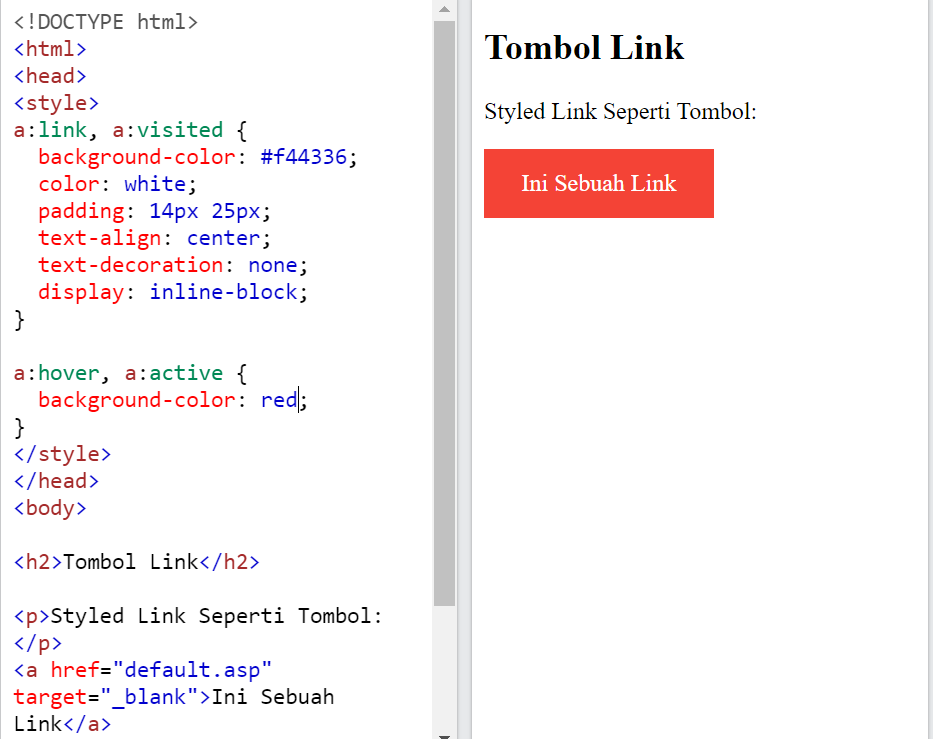 <!DOCTYPE html>
<html>
<head>
<style>
a:link, a:visited {
  background-color: #f44336;
  color: white;
  padding: 14px 25px;
  text-align: center;
  text-decoration: none;
  display: inline-block;
}

a:hover, a:active {
  background-color: red;
}
</style>
</head>
<body>

<h2>Tombol Link</h2>

<p>Styled Link Seperti Tombol:
</p>
<a href="default.asp"
target="_blank">Ini Sebuah
Link</a>
Tombol Link
Styled Link Seperti Tombol:
Ini Sebuah Link